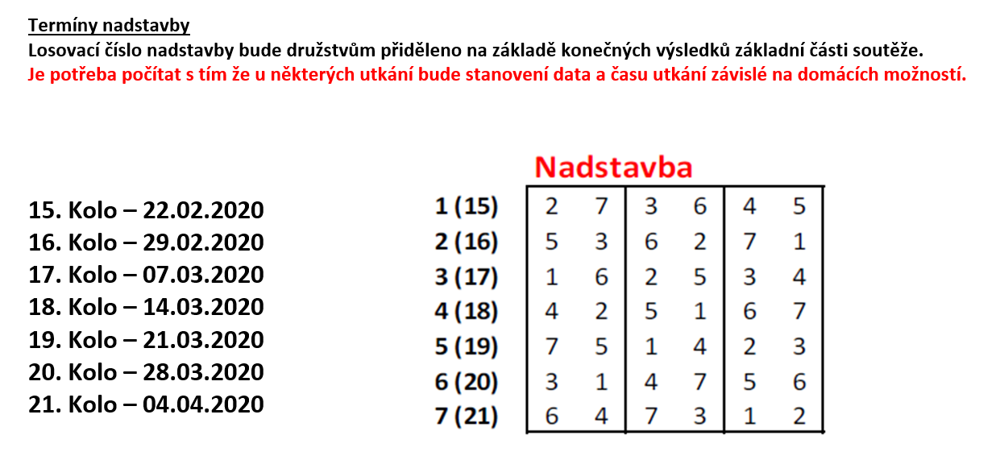 Termíny nadstavby
Losovací číslo nadstavby bude družstvům přiděleno na základě konečných výsledků základní části soutěže.
Je potřeba počítat s tím že u některých utkání bude stanovení data a času utkání závislé na domácích možností.
Nadstavba
15. Kolo – 22.02.2020
16. Kolo – 29.02.2020
17. Kolo – 07.03.2020
18. Kolo – 14.03.2020
19. Kolo – 21.03.2020
20. Kolo – 28.03.2020
21. Kolo – 04.04.2020
1 (15) 2 7 3 6 4 5
2 (16) 5 3 6 2 7 1
3 (17) 1 6 2 5 3 4
4 (18) 4 2 5 1 6 7
5 (19) 7 5 1 4 2 3
6 (20) 3 1 4 7 5 6
7 (21) 6 4 7 3 1 2